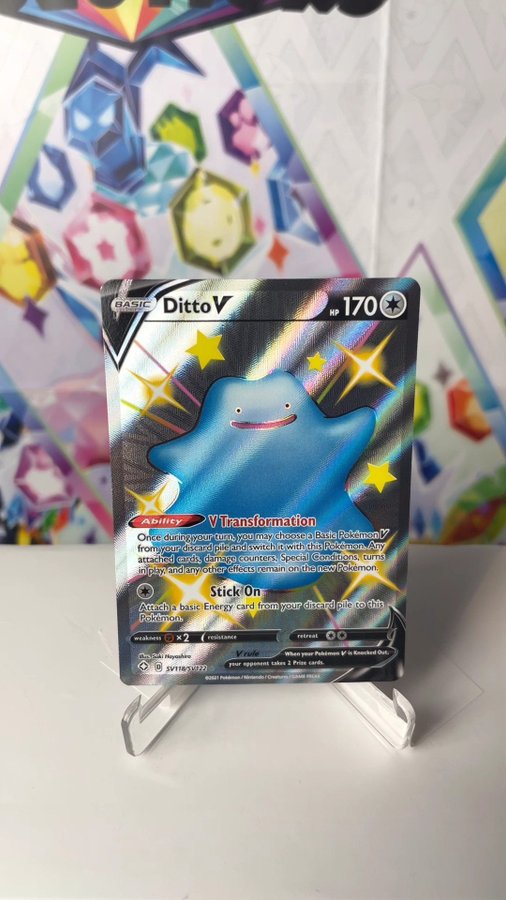 BASIC Ditto V HP 170
Ability V Transformation
Once during your turn, you may choose a Basic Pokémon V
from your discard pile and switch it with this Pokémon. Any
attached cards, damage counters, Special Conditions, turns
in play, and any other effects remain on the new Pokémon.
Stick On
Attach a basic Energy card from your discard pile to this
Pokémon.
weakness ×2 resistance retreat
Illus. Saki Hayashiro
V rule When your Pokémon V is Knocked Out,
your opponent takes 2 Prize cards.
D SV118/SV122
©2021 Pokémon / Nintendo / Creatures / GAME FREAK